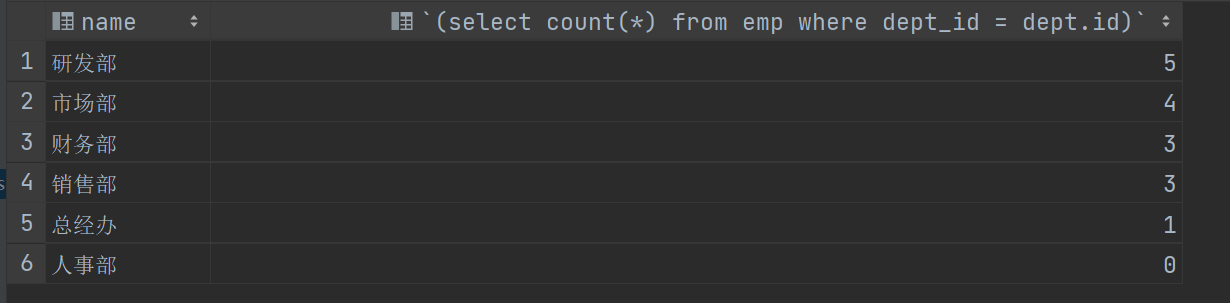 name `(select count(*) from emp where dept_id = dept.id)`
1 研发部 5
2 市场部 4
3 财务部 3
4 销售部 3
5 总经办 1
6 人事部 0
s